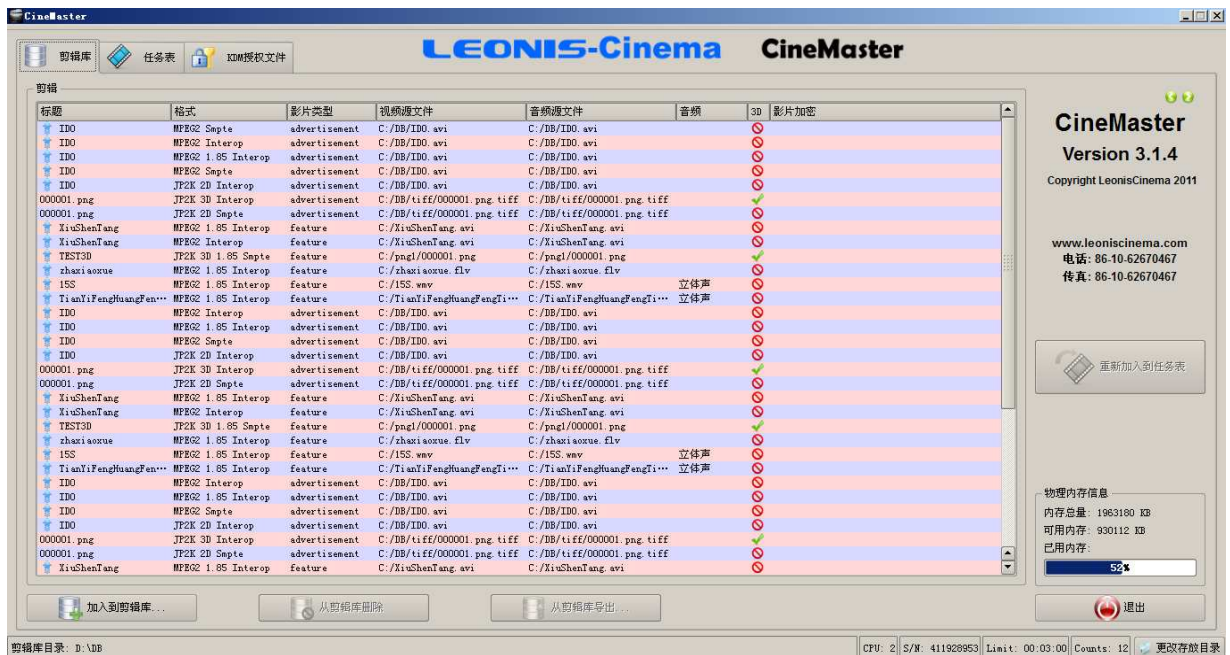 CineMaster
剪辑库 任务表 KDM授权文件
LEONIS-Cinema CineMaster
剪辑
标题 格式 影片类型 视频源文件 音频源文件 音频 3D 影片加密
IDO MPEG2 Smpte advertisement C:/DB/IDO.avi C:/DB/IDO.avi
IDO MPEG2 Interop advertisement C:/DB/IDO.avi C:/DB/IDO.avi
IDO MPEG2 1.85 Interop advertisement C:/DB/IDO.avi C:/DB/IDO.avi
IDO MPEG2 Smpte advertisement C:/DB/IDO.avi C:/DB/IDO.avi
IDO JP2K 2D Interop advertisement C:/DB/IDO.avi C:/DB/IDO.avi
000001.png JP2K 3D Interop advertisement C:/DB/tiff/000001.png.tiff C:/DB/tiff/000001.png.tiff
000001.png JP2K 2D Smpte advertisement C:/DB/tiff/000001.png.tiff C:/DB/tiff/000001.png.tiff
XiuShenTang MPEG2 1.85 Interop feature C:/XiuShenTang.avi C:/XiuShenTang.avi
XiuShenTang MPEG2 Interop feature C:/XiuShenTang.avi C:/XiuShenTang.avi
TEST3D JP2K 3D 1.85 Smpte feature C:/png1/000001.png C:/png1/000001.png
zhaxiaoxue MPEG2 1.85 Interop feature C:/zhaxiaoxue.flv C:/zhaxiaoxue.flv
15S MPEG2 1.85 Interop feature C:/15S.wmv C:/15S.wmv 立体声
TianYiFengHuangFen··· MPEG2 1.85 Interop feature C:/TianYiFengHuangFengTi··· C:/TianYiFengHuangFengTi··· 立体声
IDO MPEG2 Interop advertisement C:/DB/IDO.avi C:/DB/IDO.avi
IDO MPEG2 1.85 Interop advertisement C:/DB/IDO.avi C:/DB/IDO.avi
IDO MPEG2 Smpte advertisement C:/DB/IDO.avi C:/DB/IDO.avi
IDO JP2K 2D Interop advertisement C:/DB/IDO.avi C:/DB/IDO.avi
000001.png JP2K 3D Interop advertisement C:/DB/tiff/000001.png.tiff C:/DB/tiff/000001.png.tiff
000001.png JP2K 2D Smpte advertisement C:/DB/tiff/000001.png.tiff C:/DB/tiff/000001.png.tiff
XiuShenTang MPEG2 1.85 Interop feature C:/XiuShenTang.avi C:/XiuShenTang.avi
XiuShenTang MPEG2 Interop feature C:/XiuShenTang.avi C:/XiuShenTang.avi
TEST3D JP2K 3D 1.85 Smpte feature C:/png1/000001.png C:/png1/000001.png
zhaxiaoxue MPEG2 1.85 Interop feature C:/zhaxiaoxue.flv C:/zhaxiaoxue.flv
15S MPEG2 1.85 Interop feature C:/15S.wmv C:/15S.wmv 立体声
TianYiFengHuangFen··· MPEG2 1.85 Interop feature C:/TianYiFengHuangFengTi··· C:/TianYiFengHuangFengTi··· 立体声
IDO MPEG2 Interop advertisement C:/DB/IDO.avi C:/DB/IDO.avi
IDO MPEG2 1.85 Interop advertisement C:/DB/IDO.avi C:/DB/IDO.avi
IDO MPEG2 Smpte advertisement C:/DB/IDO.avi C:/DB/IDO.avi
IDO JP2K 2D Interop advertisement C:/DB/IDO.avi C:/DB/IDO.avi
000001.png JP2K 3D Interop advertisement C:/DB/tiff/000001.png.tiff C:/DB/tiff/000001.png.tiff
000001.png JP2K 2D Smpte advertisement C:/DB/tiff/000001.png.tiff C:/DB/tiff/000001.png.tiff
XiuShenTang MPEG2 1.85 Interop feature C:/XiuShenTang.avi C:/XiuShenTang.avi
CineMaster
Version 3.1.4
Copyright LeonisCinema 2011
www.leoniscinema.com
电话: 86-10-62670467
传真: 86-10-62670467
重新加入到任务表
物理内存信息
内存总量: 1963180 KB
可用内存: 930112 KB
已用内存:
52%
加入到剪辑库... 从剪辑库删除 从剪辑库导出... 退出
剪辑库目录: D:\DB CPU: 2 S/N: 411928953 Limit: 00:03:00 Counts: 12 更改存放目录